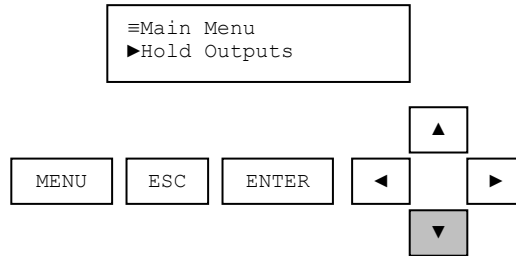 ≡Main Menu
►Hold Outputs
▲
MENU ESC ENTER ◄ ►
▼